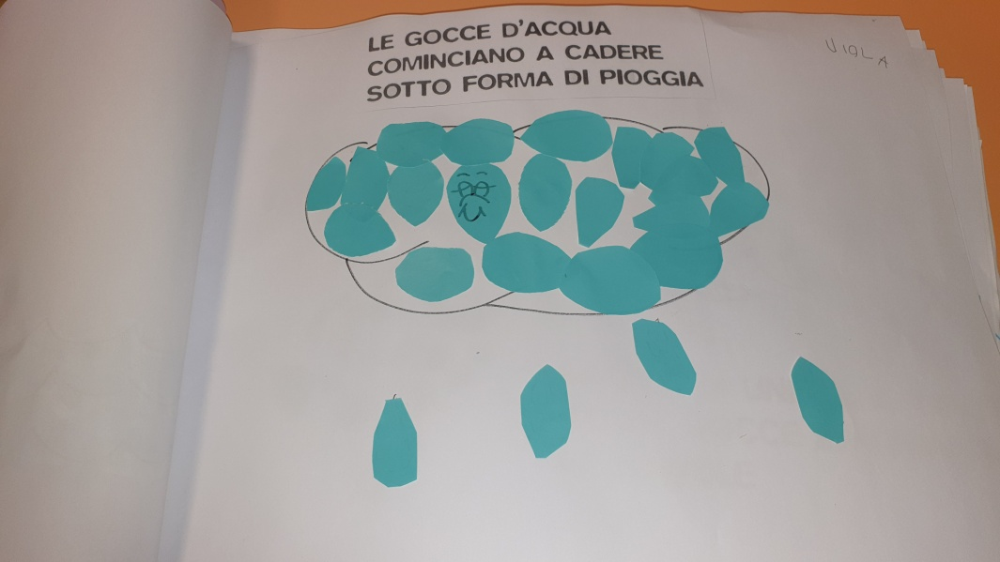 LE GOCCE D'ACQUA
COMINCIANO A CADERE
SOTTO FORMA DI PIOGGIA
VIOLA